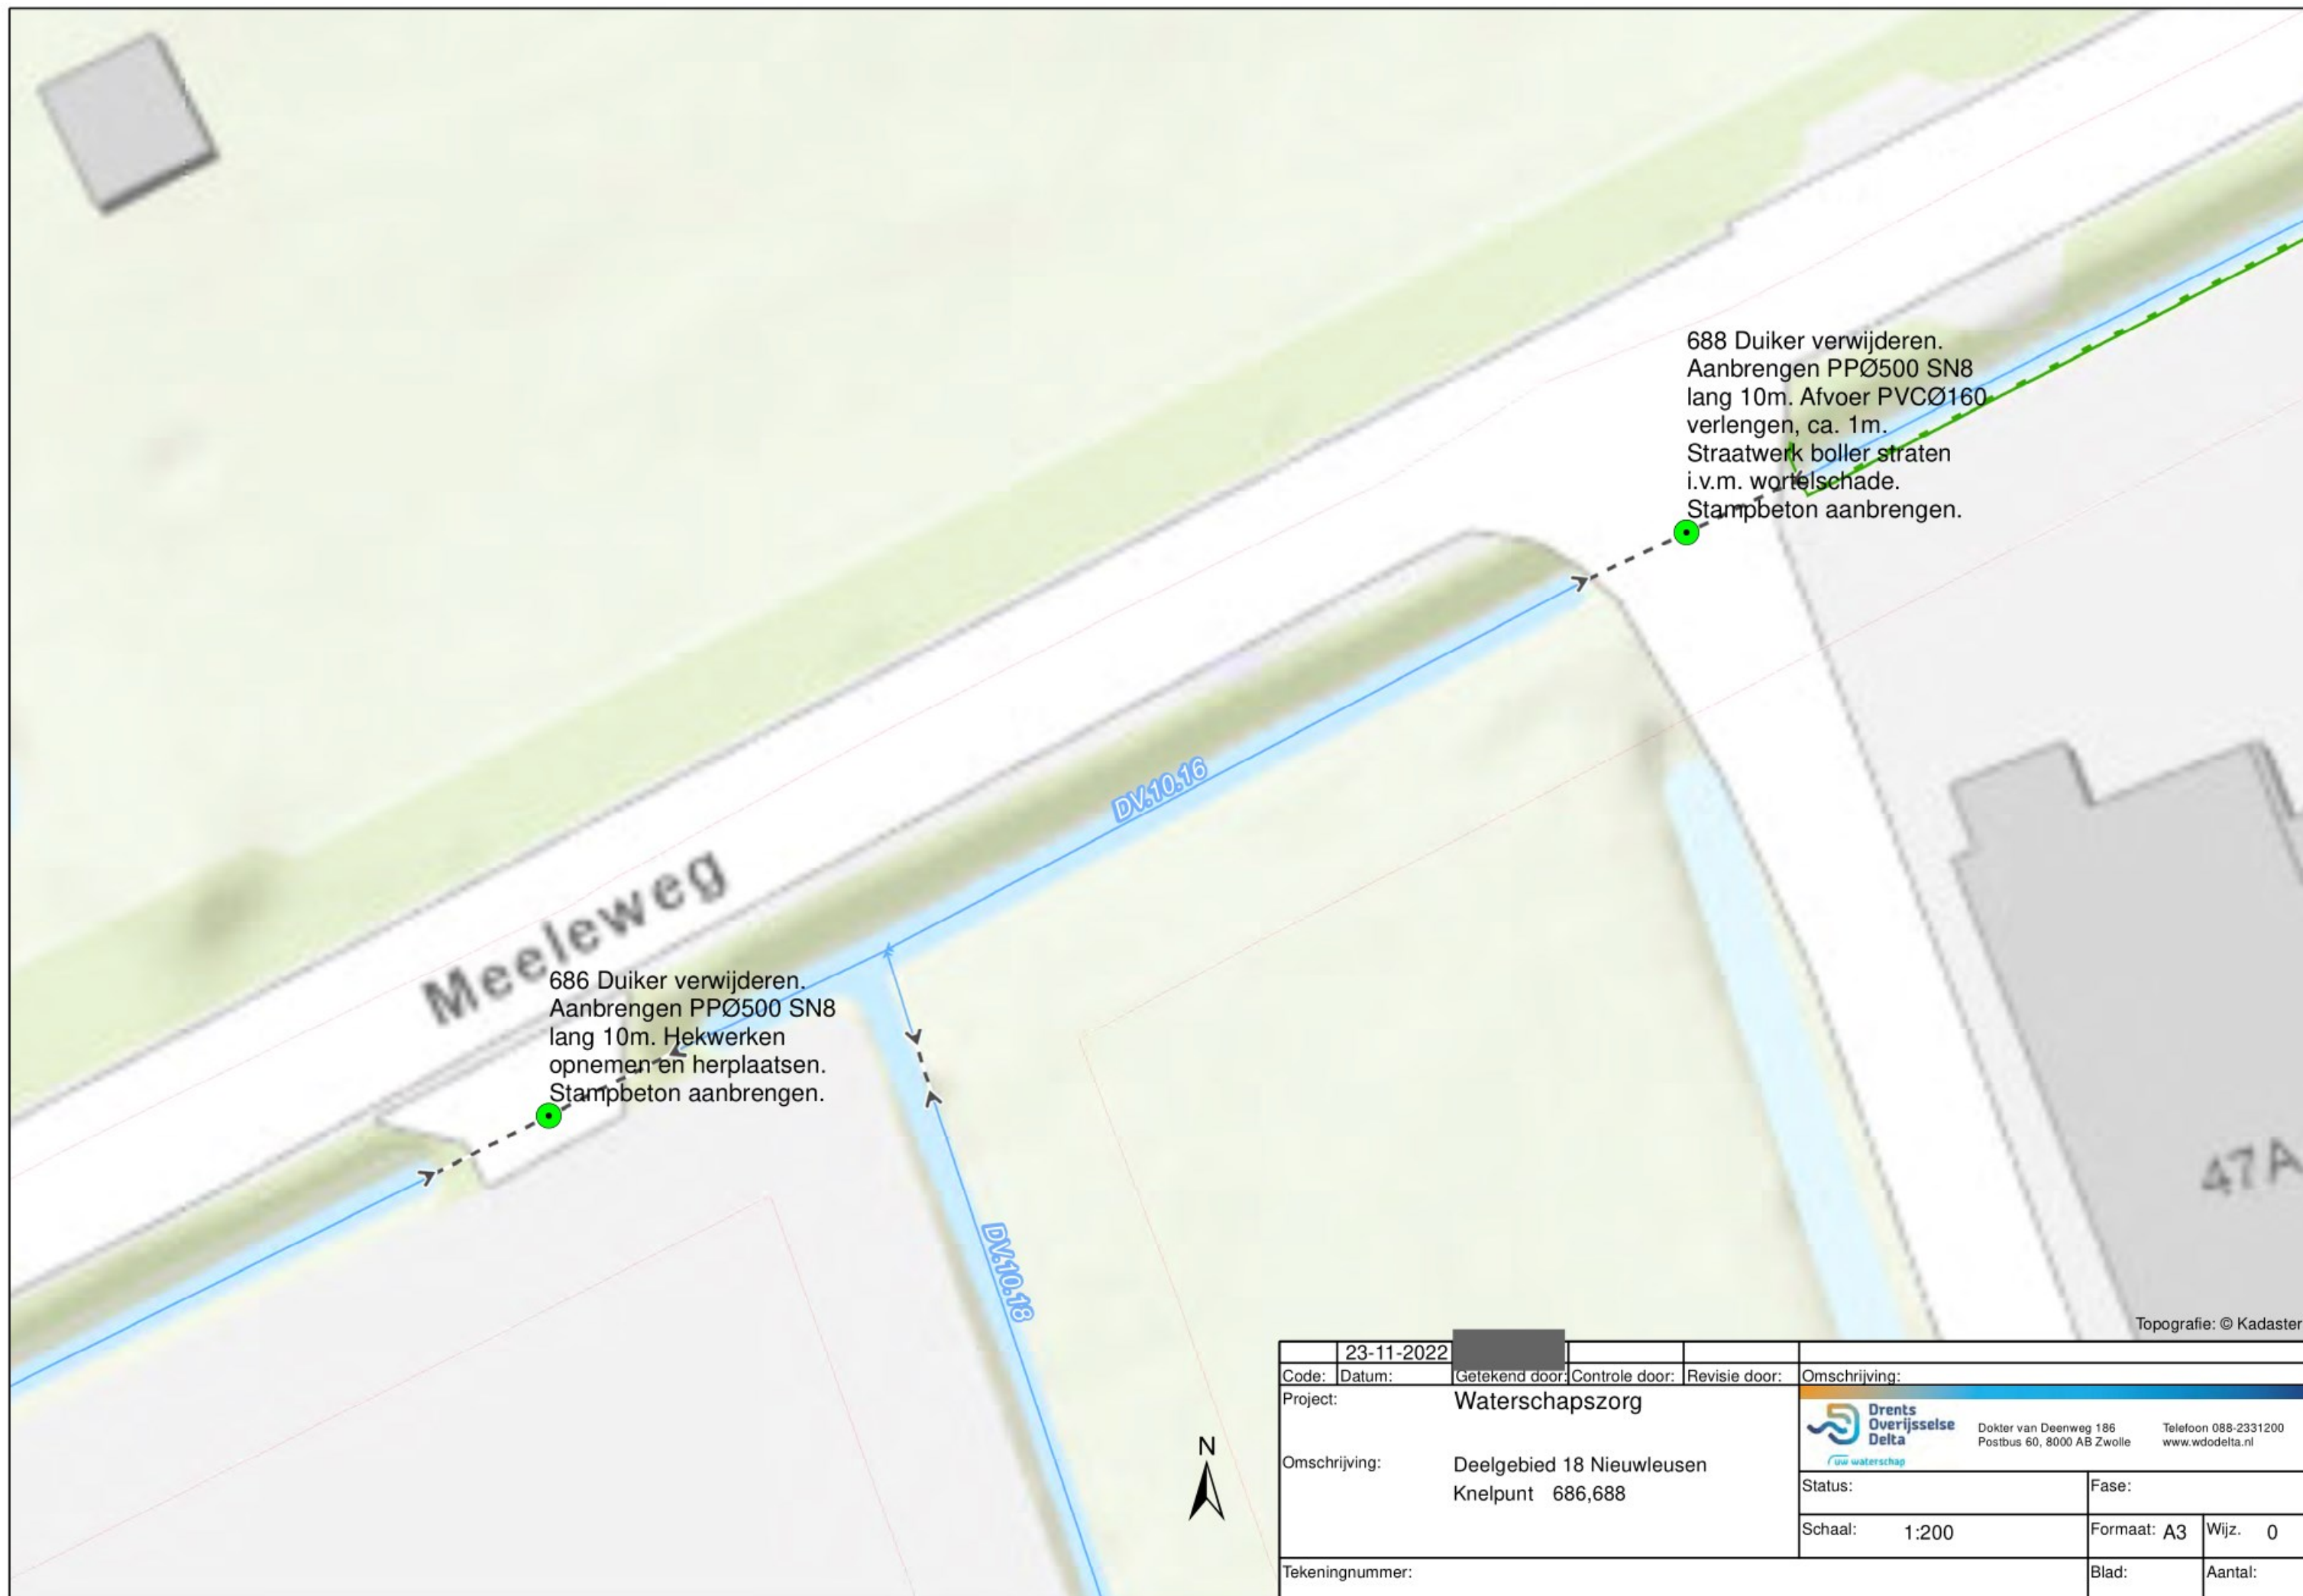 688 Duiker verwijderen.
Aanbrengen PPØ500 SN8
lang 10m. Afvoer PVCØ160
verlengen, ca. 1m.
Straatwerk boller straten
i.v.m. wortelschade.
Stampbeton aanbrengen.
DV.10.16
Meeleweg
686 Duiker verwijderen.
Aanbrengen PPØ500 SN8
lang 10m. Hekwerken
opnemen en herplaatsen.
Stampbeton aanbrengen.
DV.10.18
47A
Topografie: © Kadaster
23-11-2022
Code: Datum: Getekend door: Controle door: Revisie door: Omschrijving:
Project: Waterschapszorg
Drents
Overijsselse
Delta
uw waterschap
Dokter van Deenweg 186
Postbus 60, 8000 AB Zwolle
Telefoon 088-2331200
www.wdodelta.nl
Omschrijving: Deelgebied 18 Nieuwleusen
Knelpunt 686,688
N
Status: Fase:
Schaal: 1:200 Formaat: A3 Wijz. 0
Tekeningnummer: Blad: Aantal: